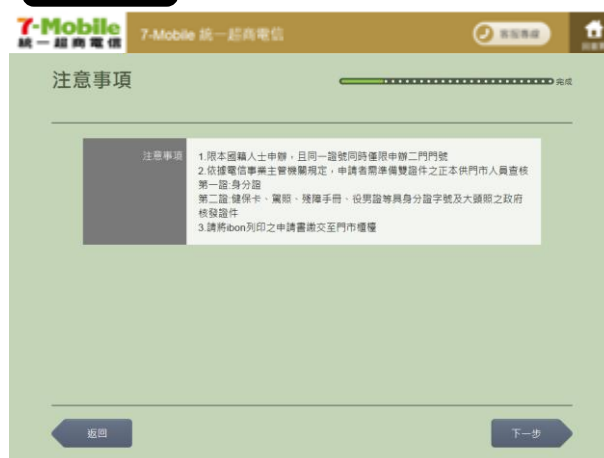 7-Mobile
統一超商電信
7-Mobile 統一超商電信
客服專線
注意事項
完成
注意事項
1.限本國籍人士申辦，且同一證號同時僅限申辦二門門號
2.依據電信事業主管機關規定，申請者需準備雙證件之正本供門市人員查核
第一證:身分證
第二證:健保卡、駕照、殘障手冊、役男證等具身分證字號及大頭照之政府
核發證件
3.請將ibon列印之申請書繳交至門市櫃檯
返回
下一步